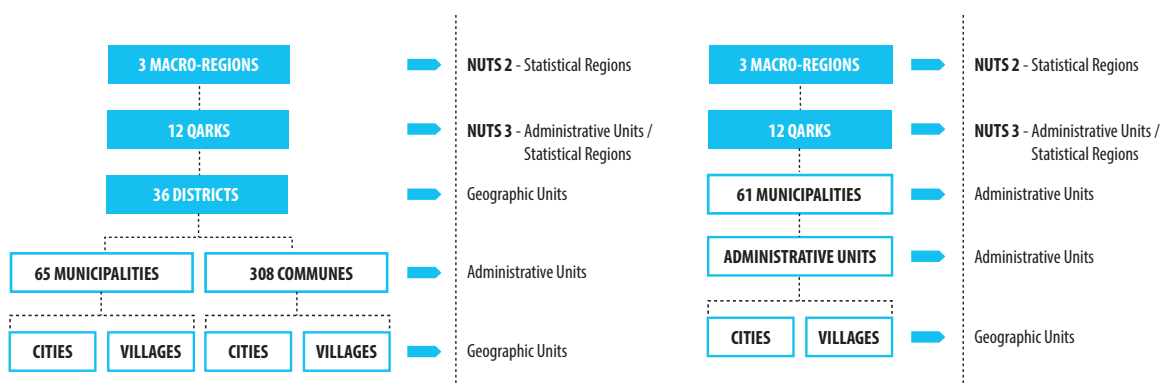 3 MACRO-REGIONS
NUTS 2 - Statistical Regions
12 QARKS
NUTS 3 - Administrative Units /
Statistical Regions
36 DISTRICTS
Geographic Units
65 MUNICIPALITIES
308 COMMUNES
Administrative Units
CITIES
VILLAGES
CITIES
VILLAGES
Geographic Units
3 MACRO-REGIONS
NUTS 2 - Statistical Regions
12 QARKS
NUTS 3 - Administrative Units /
Statistical Regions
61 MUNICIPALITIES
Administrative Units
ADMINISTRATIVE UNITS
Administrative Units
CITIES
VILLAGES
Geographic Units